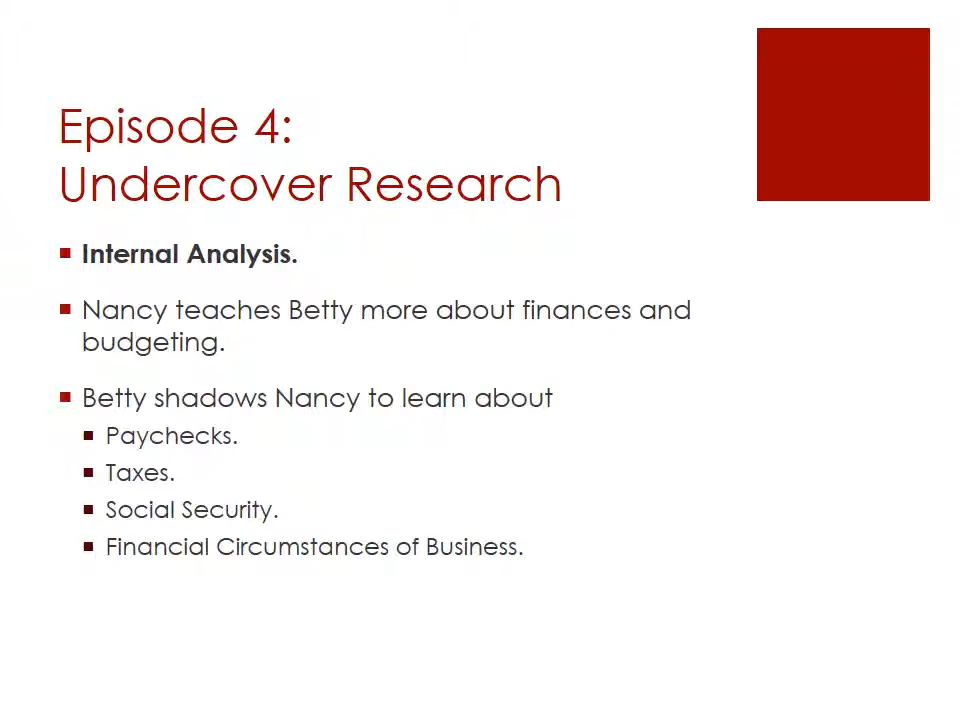 Episode 4:
Undercover Research
Internal Analysis.
Nancy teaches Betty more about finances and
budgeting.
Betty shadows Nancy to learn about
Paychecks.
Taxes.
Social Security.
Financial Circumstances of Business.